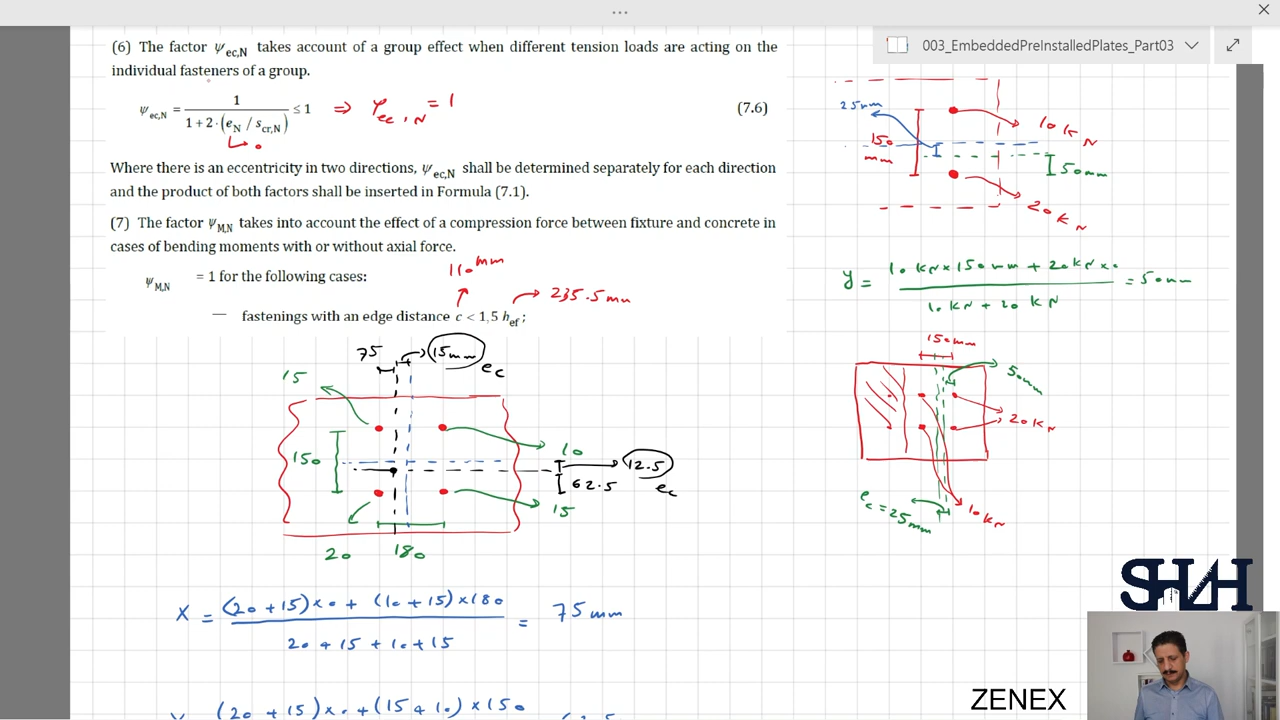 003_EmbeddedPreInstalledPlates_Part03
(6) The factor ψec,N takes account of a group effect when different tension loads are acting on the
individual fasteners of a group.
ψec,N = 1 / (1 + 2 · (eN / scr,N)) ≤ 1 ⇒ ψec,N = 1 (7.6)
0
Where there is an eccentricity in two directions, ψec,N shall be determined separately for each direction
and the product of both factors shall be inserted in Formula (7.1).
(7) The factor ψM,N takes into account the effect of a compression force between fixture and concrete in
cases of bending moments with or without axial force.
ψM,N = 1 for the following cases:
110 mm
235.5 mm
— fastenings with an edge distance c < 1,5 hef;
75 15mm ec
15
150
10
12.5 ec
62.5
15
20 180
X = (20 + 15) x 0 + (10 + 15) x 180 / 20 + 15 + 10 + 15 = 75 mm
(20 + 15) x 0 + (15 + 10) x 150
25mm
10 kN
150 mm
50mm
20 kN
y = 10 kN x 150 mm + 20 kN x 0 / 10 kN + 20 kN = 50mm
150mm
50mm
20 kN
ec = 25mm
10kN
SHZH
ZENEX